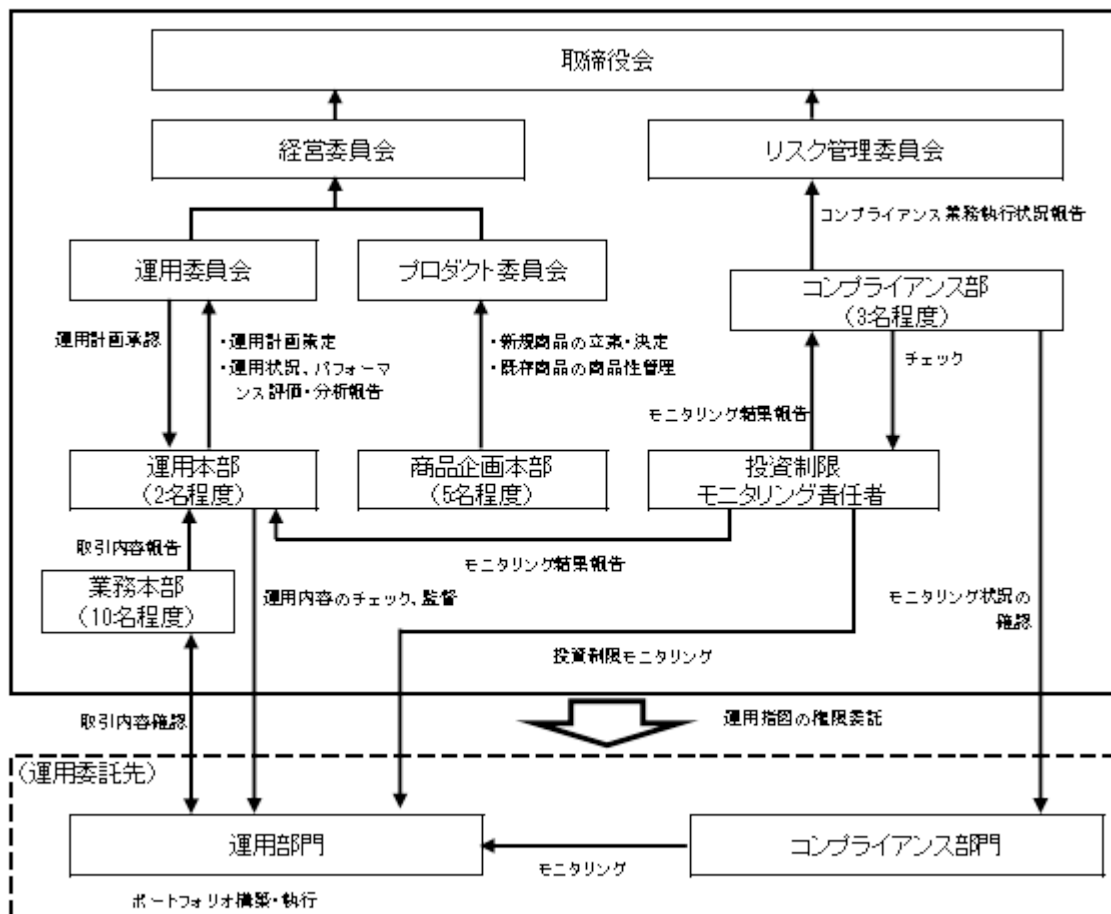 取締役会
経営委員会
リスク管理委員会
コンプライアンス業務執行状況報告
運用委員会
プロダクト委員会
コンプライアンス部
(3名程度)
運用計画承認
・運用計画策定
・運用状況、パフォーマ
ンス評価・分析報告
・新規商品の立案・決定
・既存商品の商品性管理
チェック
モニタリング結果報告
運用本部
(2名程度)
商品企画本部
(5名程度)
投資制限
モニタリング責任者
取引内容報告
モニタリング結果報告
業務本部
(10名程度)
運用内容のチェック、監督
モニタリング状況の
確認
投資制限モニタリング
取引内容確認
運用指図の権限委託
(運用委託先)
運用部門
コンプライアンス部門
モニタリング
ポートフォリオ構築・執行